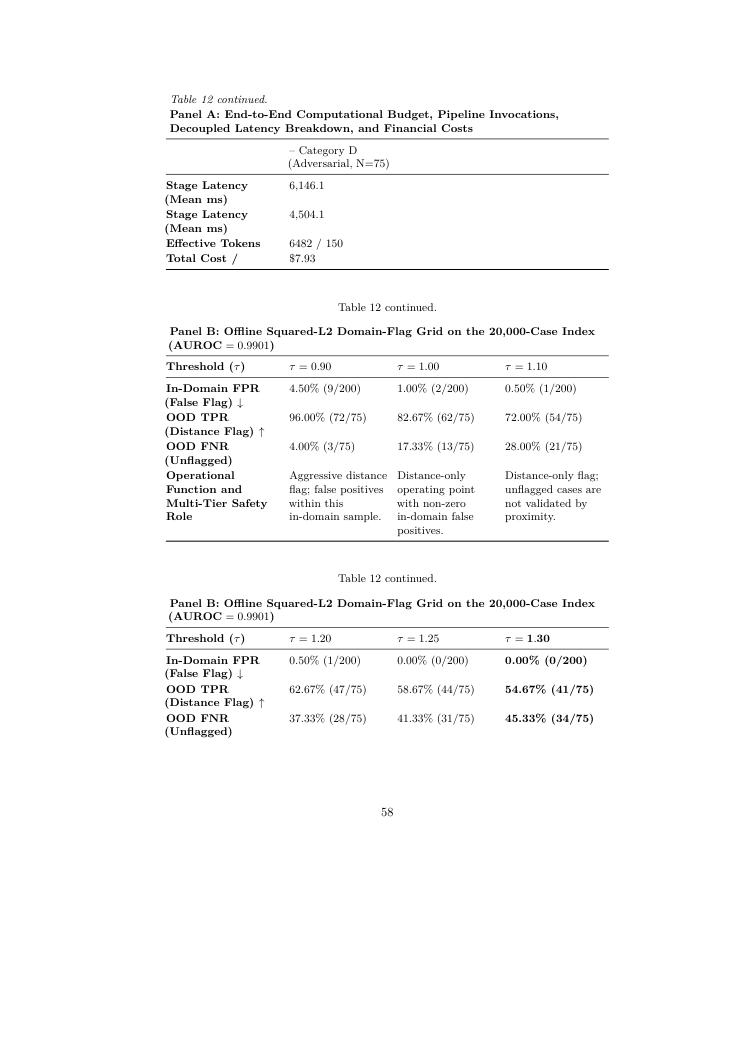 Table 12 continued.
Panel A: End-to-End Computational Budget, Pipeline Invocations,
Decoupled Latency Breakdown, and Financial Costs
– Category D
(Adversarial, N=75)
Stage Latency 6,146.1
(Mean ms)
Stage Latency 4,504.1
(Mean ms)
Effective Tokens 6482 / 150
Total Cost / $7.93
Table 12 continued.
Panel B: Offline Squared-L2 Domain-Flag Grid on the 20,000-Case Index
(AUROC = 0.9901)
Threshold (τ) τ = 0.90 τ = 1.00 τ = 1.10
In-Domain FPR 4.50% (9/200) 1.00% (2/200) 0.50% (1/200)
(False Flag) ↓
OOD TPR 96.00% (72/75) 82.67% (62/75) 72.00% (54/75)
(Distance Flag) ↑
OOD FNR 4.00% (3/75) 17.33% (13/75) 28.00% (21/75)
(Unflagged)
Operational Aggressive distance Distance-only Distance-only flag;
Function and flag; false positives operating point unflagged cases are
Multi-Tier Safety within this with non-zero not validated by
Role in-domain sample. in-domain false proximity.
positives.
Table 12 continued.
Panel B: Offline Squared-L2 Domain-Flag Grid on the 20,000-Case Index
(AUROC = 0.9901)
Threshold (τ) τ = 1.20 τ = 1.25 τ = 1.30
In-Domain FPR 0.50% (1/200) 0.00% (0/200) 0.00% (0/200)
(False Flag) ↓
OOD TPR 62.67% (47/75) 58.67% (44/75) 54.67% (41/75)
(Distance Flag) ↑
OOD FNR 37.33% (28/75) 41.33% (31/75) 45.33% (34/75)
(Unflagged)
58